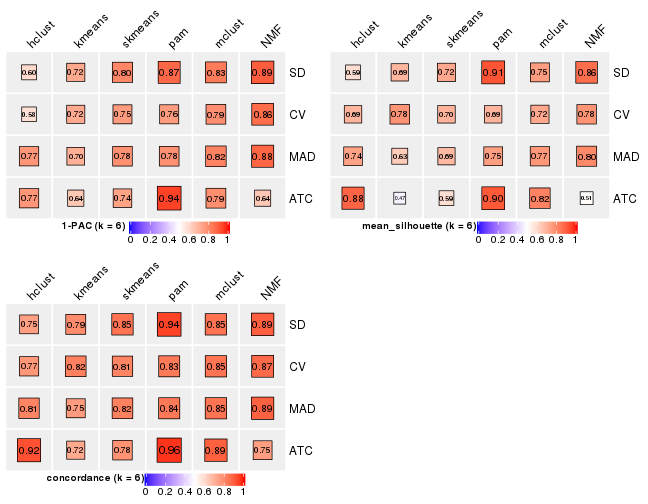 hclust kmeans skmeans pam mclust NMF
0.60 0.72 0.80 0.87 0.83 0.89 SD
0.58 0.72 0.75 0.76 0.79 0.86 CV
0.77 0.70 0.78 0.78 0.82 0.88 MAD
0.77 0.64 0.74 0.94 0.79 0.64 ATC
1-PAC (k = 6)
0 0.2 0.4 0.6 0.8 1
hclust kmeans skmeans pam mclust NMF
0.59 0.69 0.72 0.91 0.75 0.86 SD
0.69 0.78 0.70 0.69 0.72 0.78 CV
0.74 0.63 0.69 0.75 0.77 0.80 MAD
0.88 0.47 0.59 0.90 0.82 0.51 ATC
mean_silhouette (k = 6)
0 0.2 0.4 0.6 0.8 1
hclust kmeans skmeans pam mclust NMF
0.75 0.79 0.85 0.94 0.85 0.89 SD
0.77 0.82 0.81 0.83 0.85 0.87 CV
0.81 0.75 0.82 0.84 0.85 0.89 MAD
0.92 0.72 0.78 0.96 0.89 0.75 ATC
concordance (k = 6)
0 0.2 0.4 0.6 0.8 1